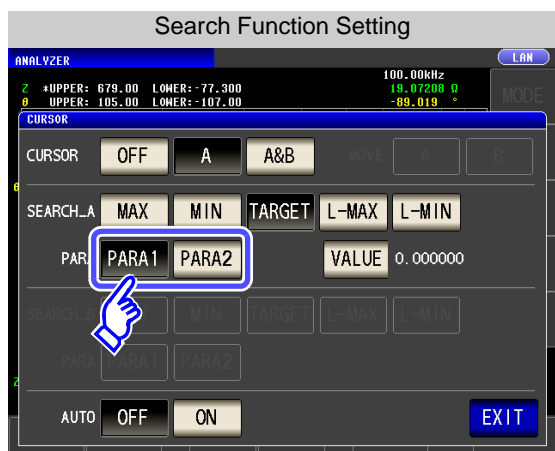 Search Function Setting
ANALYZER LAN
100.00kHz
Z *UPPER: 679.00 LOWER:-77.300 19.07208 Ω
θ UPPER: 105.00 LOWER:-107.00 -89.019 °
MODE
CURSOR
CURSOR OFF A A&B MOVE A B
θ
SEARCH_A MAX MIN TARGET L-MAX L-MIN
PARA PARA1 PARA2 VALUE 0.000000
SEARCH_B MIN TARGET L-MAX L-MIN
PARA PARA1 PARA2
Z
AUTO OFF ON EXIT